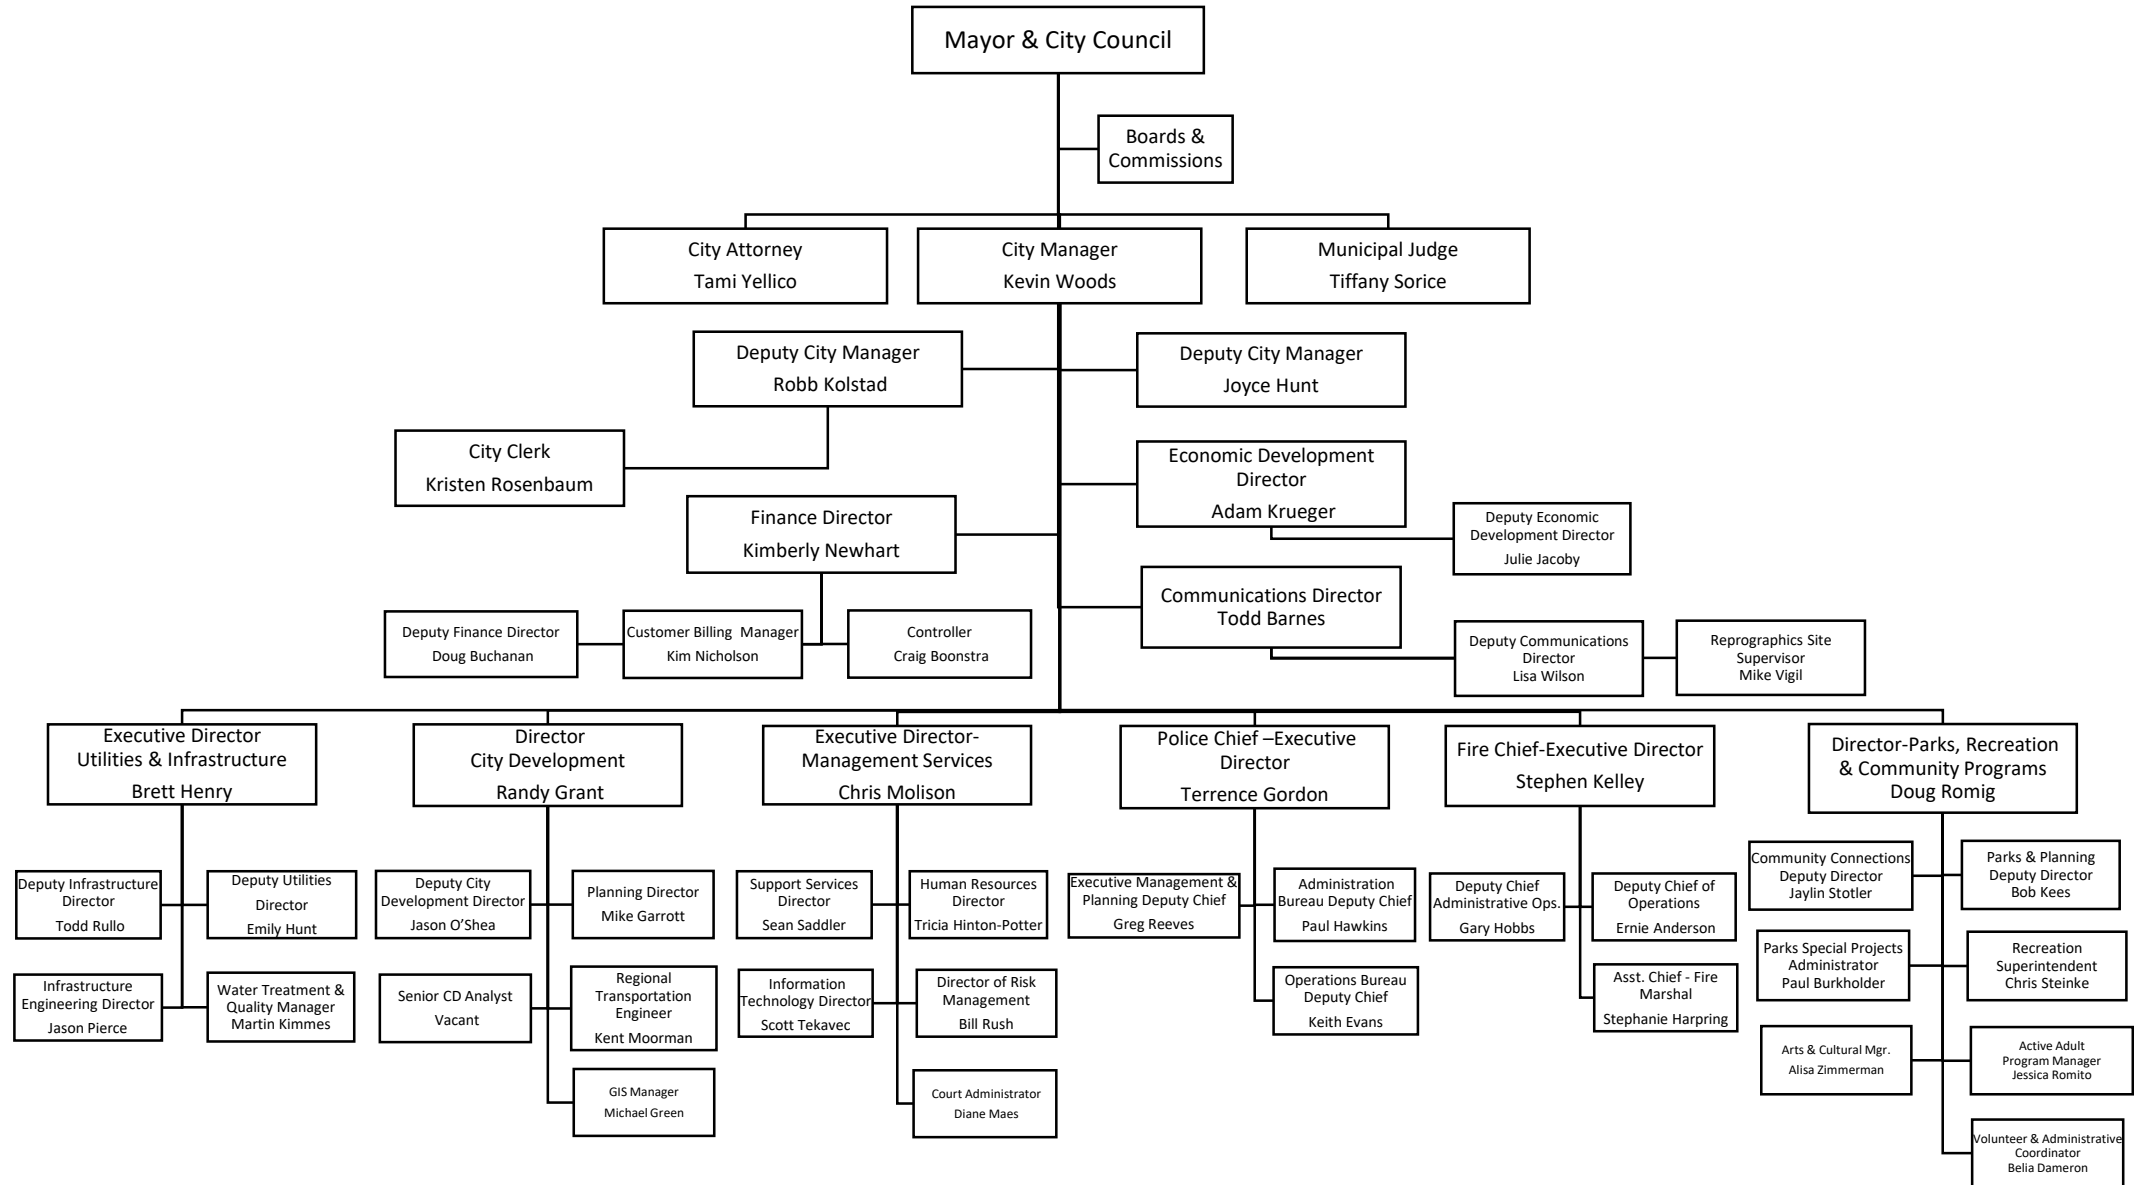 Mayor & City Council
Boards &
Commissions
City Attorney
Tami Yellico
City Manager
Kevin Woods
Municipal Judge
Tiffany Sorice
Deputy City Manager
Robb Kolstad
Deputy City Manager
Joyce Hunt
City Clerk
Kristen Rosenbaum
Economic Development
Director
Adam Krueger
Finance Director
Kimberly Newhart
Deputy Economic
Development Director
Julie Jacoby
Communications Director
Todd Barnes
Deputy Finance Director
Doug Buchanan
Customer Billing Manager
Kim Nicholson
Controller
Craig Boonstra
Deputy Communications
Director
Lisa Wilson
Reprographics Site
Supervisor
Mike Vigil
Executive Director
Utilities & Infrastructure
Brett Henry
Director
City Development
Randy Grant
Executive Director-
Management Services
Chris Molison
Police Chief –Executive
Director
Terrence Gordon
Fire Chief-Executive Director
Stephen Kelley
Director-Parks, Recreation
& Community Programs
Doug Romig
Deputy Infrastructure
Director
Todd Rullo
Deputy Utilities
Director
Emily Hunt
Deputy City
Development Director
Jason O’Shea
Planning Director
Mike Garrott
Support Services
Director
Sean Saddler
Human Resources
Director
Tricia Hinton-Potter
Executive Management &
Planning Deputy Chief
Greg Reeves
Administration
Bureau Deputy Chief
Paul Hawkins
Deputy Chief
Administrative Ops.
Gary Hobbs
Deputy Chief of
Operations
Ernie Anderson
Community Connections
Deputy Director
Jaylin Stotler
Parks & Planning
Deputy Director
Bob Kees
Infrastructure
Engineering Director
Jason Pierce
Water Treatment &
Quality Manager
Martin Kimmes
Senior CD Analyst
Vacant
Regional
Transportation
Engineer
Kent Moorman
Information
Technology Director
Scott Tekavec
Director of Risk
Management
Bill Rush
Operations Bureau
Deputy Chief
Keith Evans
Asst. Chief - Fire
Marshal
Stephanie Harpring
Parks Special Projects
Administrator
Paul Burkholder
Recreation
Superintendent
Chris Steinke
GIS Manager
Michael Green
Court Administrator
Diane Maes
Arts & Cultural Mgr.
Alisa Zimmerman
Active Adult
Program Manager
Jessica Romito
Volunteer & Administrative
Coordinator
Belia Dameron